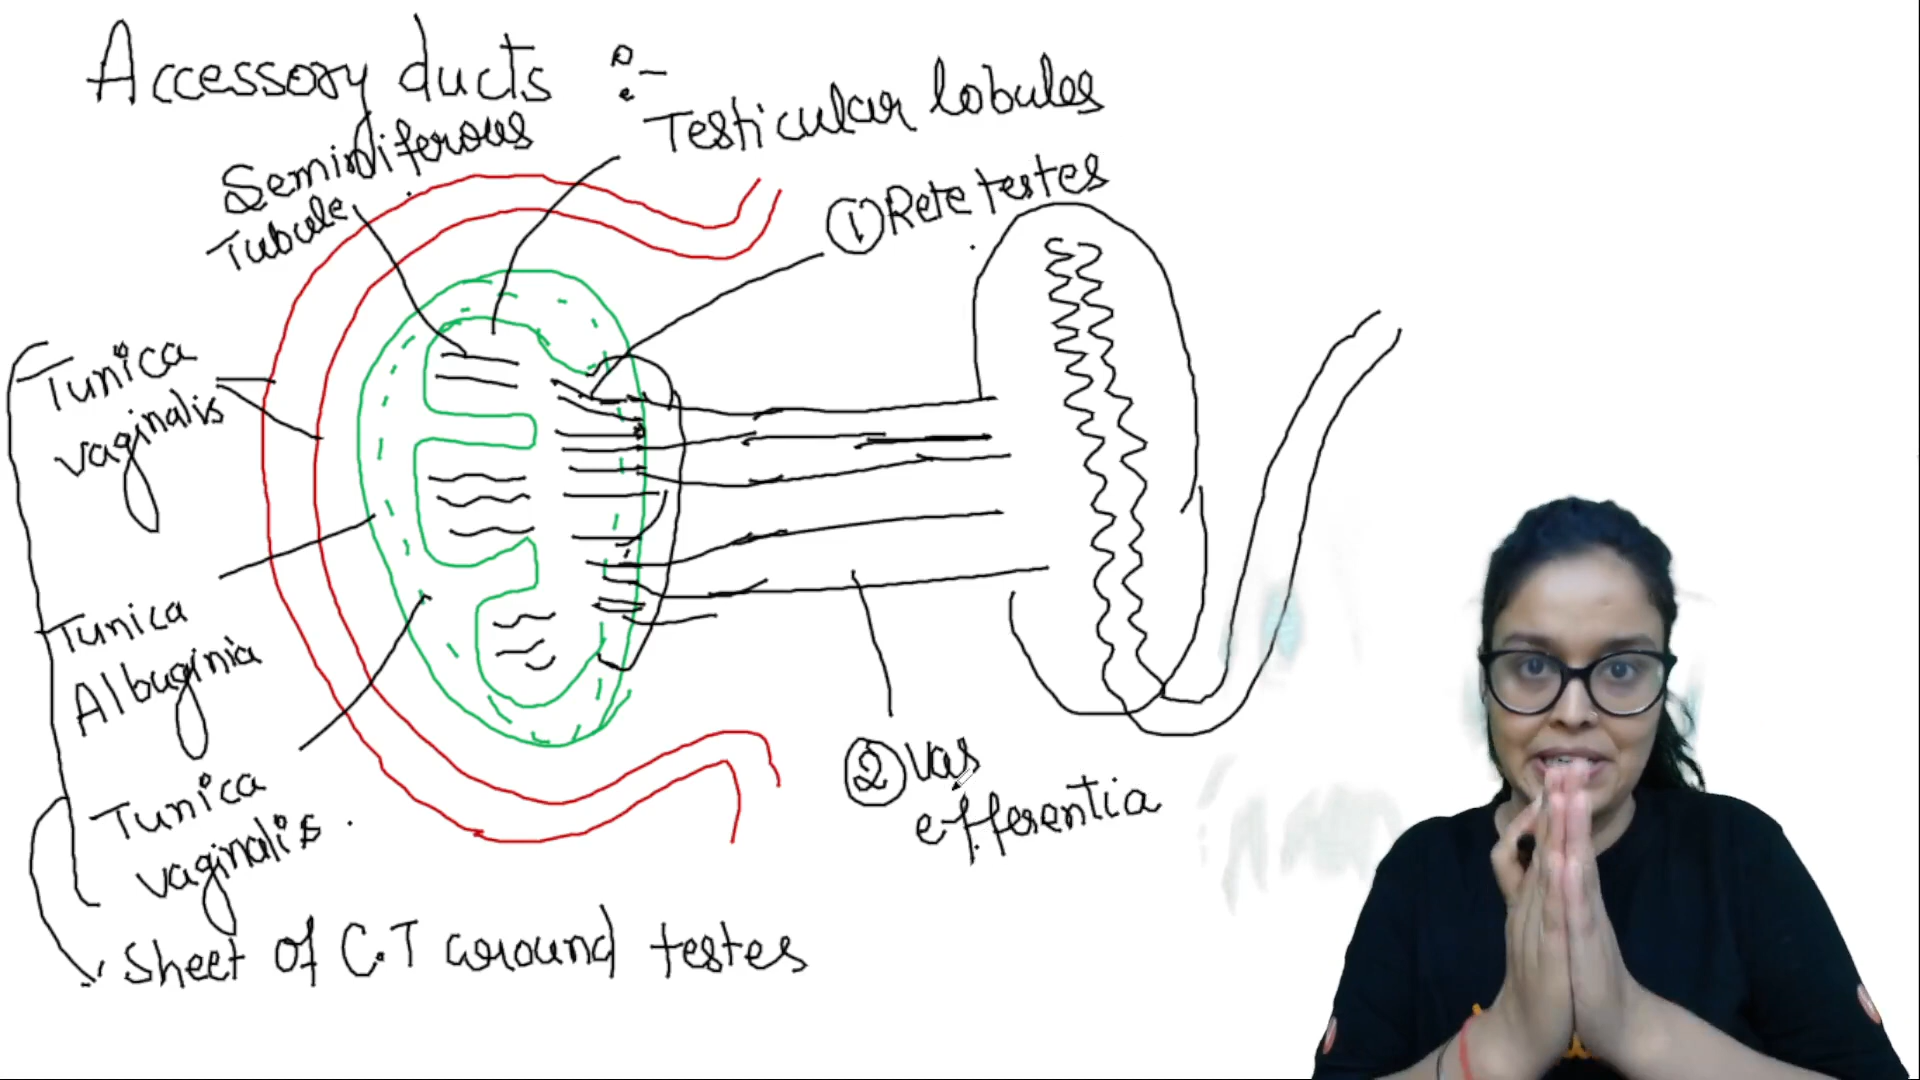 Accessory ducts :-
Testicular lobules
Seminiferous
Tubule
① Rete testes
Tunica
vaginalis
Tunica
Albuginia
Tunica
vaginalis.
② vas
efferentia
Sheet of C.T around testes